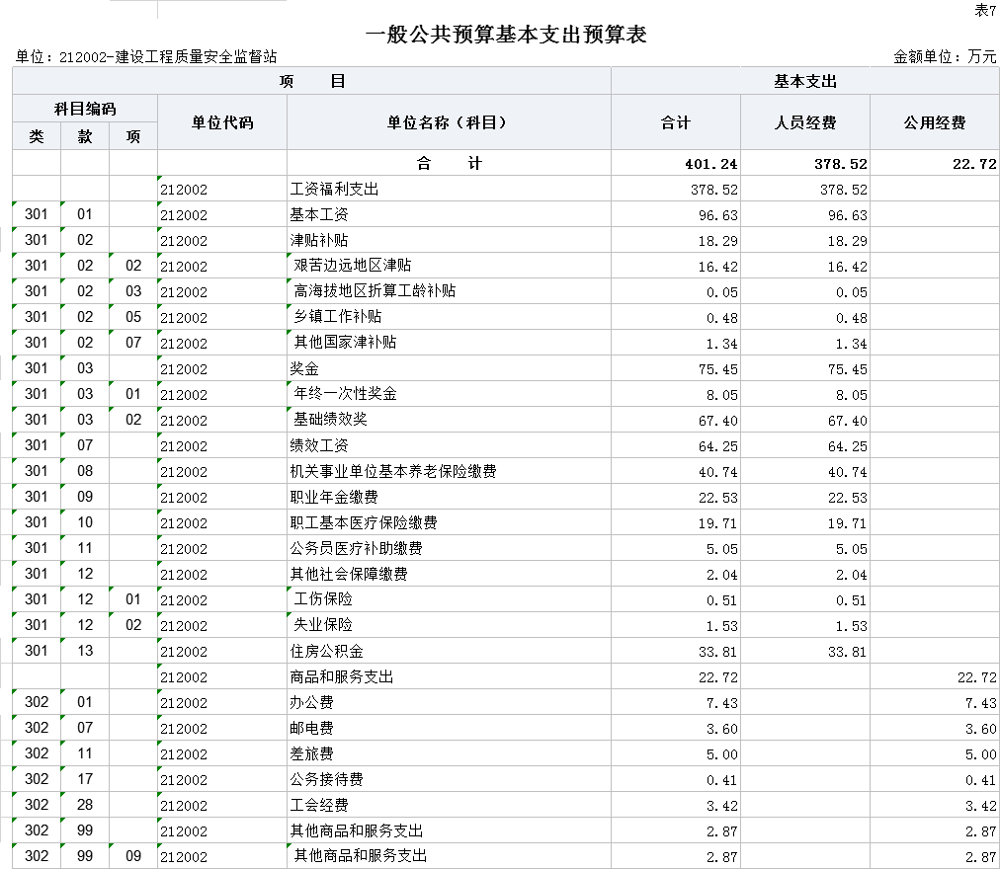 表7
一般公共预算基本支出预算表
单位：212002-建设工程质量安全监督站 金额单位：万元
项 目 基本支出
科目编码 单位代码 单位名称（科目） 合计 人员经费 公用经费
类 款 项
合 计 401.24 378.52 22.72
212002 工资福利支出 378.52 378.52
301 01 212002 基本工资 96.63 96.63
301 02 212002 津贴补贴 18.29 18.29
301 02 02 212002 艰苦边远地区津贴 16.42 16.42
301 02 03 212002 高海拔地区折算工龄补贴 0.05 0.05
301 02 05 212002 乡镇工作补贴 0.48 0.48
301 02 07 212002 其他国家津补贴 1.34 1.34
301 03 212002 奖金 75.45 75.45
301 03 01 212002 年终一次性奖金 8.05 8.05
301 03 02 212002 基础绩效奖 67.40 67.40
301 07 212002 绩效工资 64.25 64.25
301 08 212002 机关事业单位基本养老保险缴费 40.74 40.74
301 09 212002 职业年金缴费 22.53 22.53
301 10 212002 职工基本医疗保险缴费 19.71 19.71
301 11 212002 公务员医疗补助缴费 5.05 5.05
301 12 212002 其他社会保障缴费 2.04 2.04
301 12 01 212002 工伤保险 0.51 0.51
301 12 02 212002 失业保险 1.53 1.53
301 13 212002 住房公积金 33.81 33.81
212002 商品和服务支出 22.72 22.72
302 01 212002 办公费 7.43 7.43
302 07 212002 邮电费 3.60 3.60
302 11 212002 差旅费 5.00 5.00
302 17 212002 公务接待费 0.41 0.41
302 28 212002 工会经费 3.42 3.42
302 99 212002 其他商品和服务支出 2.87 2.87
302 99 09 212002 其他商品和服务支出 2.87 2.87